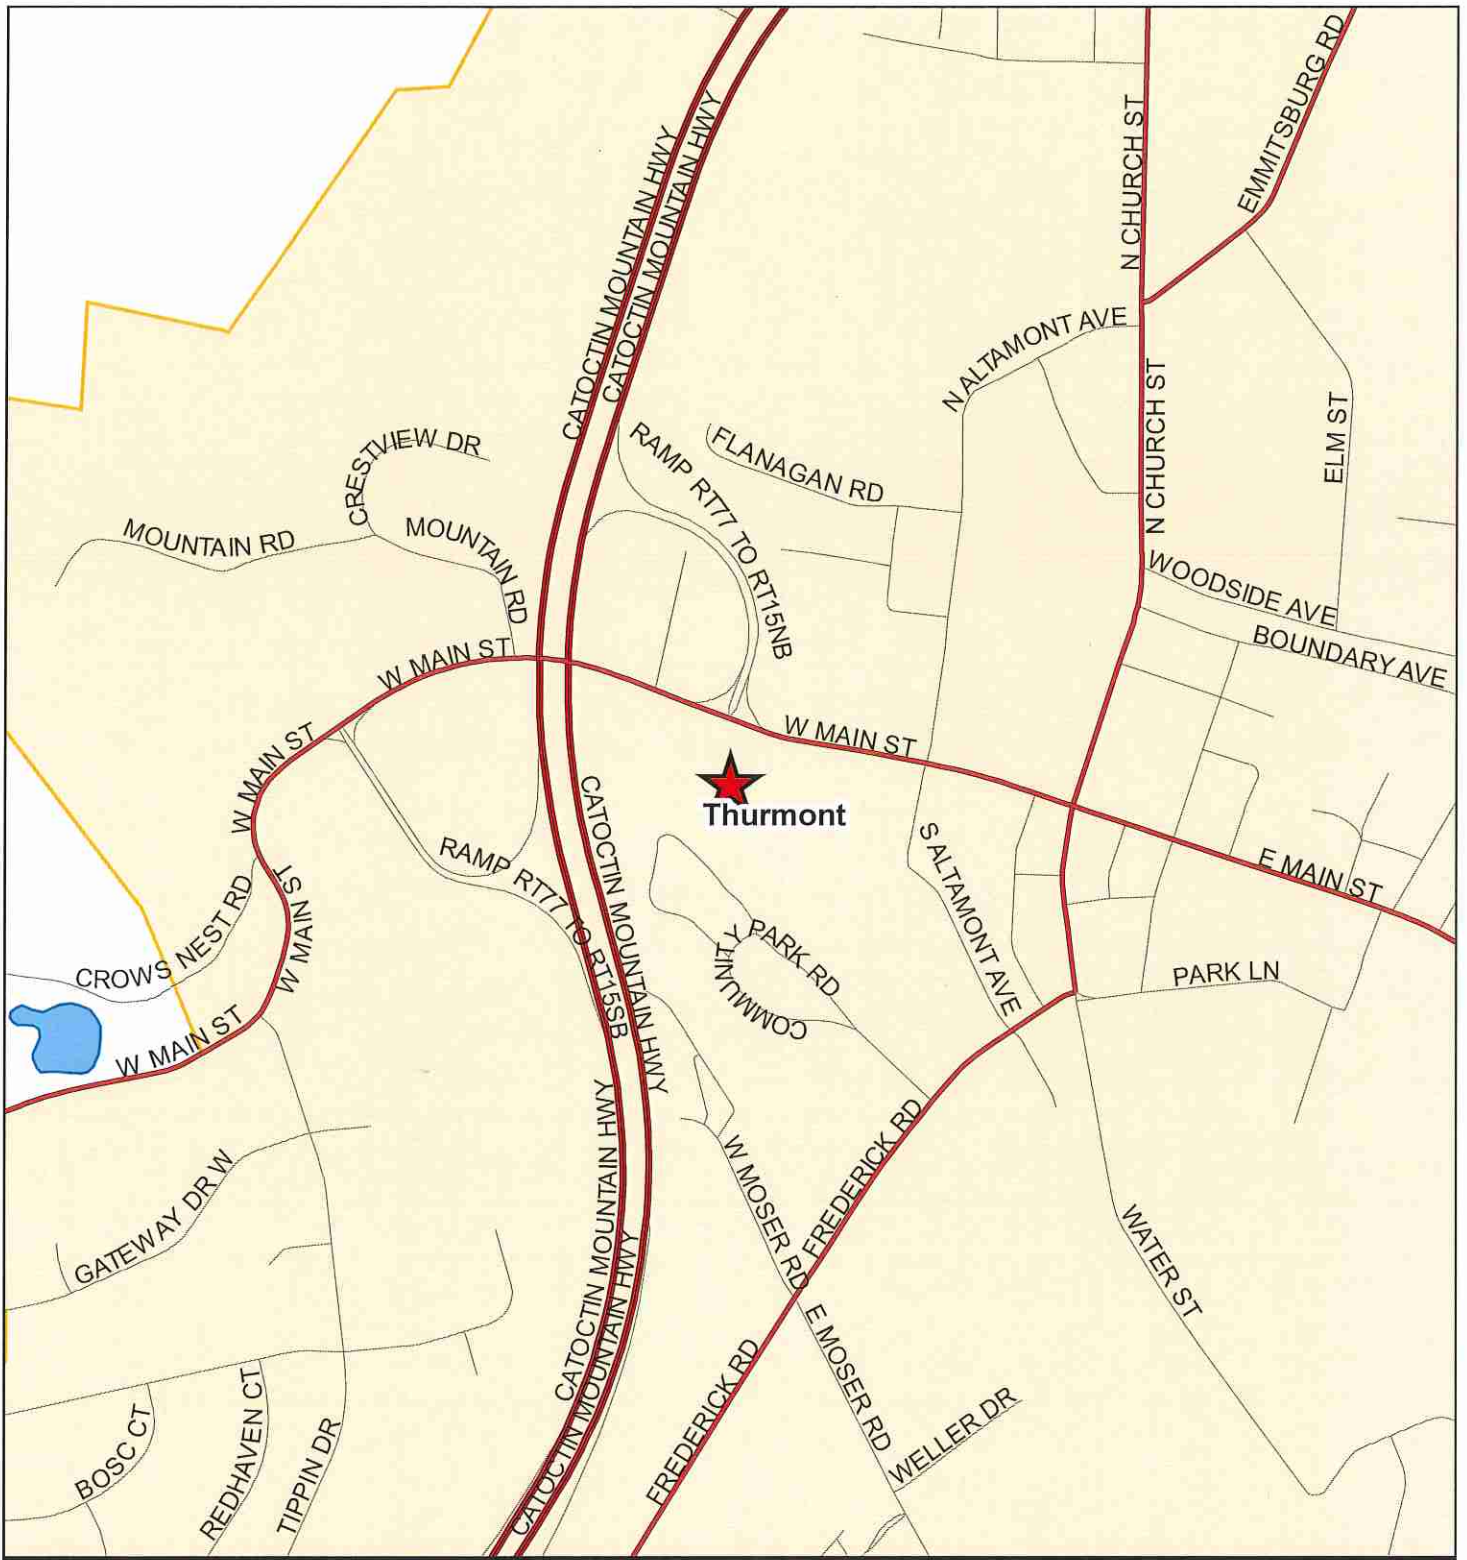 CATOCTIN MOUNTAIN HWY
CATOCTIN MOUNTAIN HWY
N CHURCH ST
EMMITSBURG RD
N ALTAMONT AVE
N CHURCH ST
ELM ST
CRESTVIEW DR
RAMP RT77 TO RT15NB
FLANAGAN RD
MOUNTAIN RD
MOUNTAIN RD
WOODSIDE AVE
BOUNDARY AVE
W MAIN ST
W MAIN ST
W MAIN ST
Thurmont
CATOCTIN MOUNTAIN HWY
RAMP RT77 TO RT15SB
S ALTAMONT AVE
E MAIN ST
W MAIN ST
CROWS NEST RD
COMMUNITY PARK RD
PARK LN
W MAIN ST
CATOCTIN MOUNTAIN HWY
W MOSER RD
FREDERICK RD
GATEWAY DR W
WATER ST
CATOCTIN MOUNTAIN HWY
E MOSER RD
FREDERICK RD
WELLER DR
BOSC CT
REDHAVEN CT
TIPPIN DR